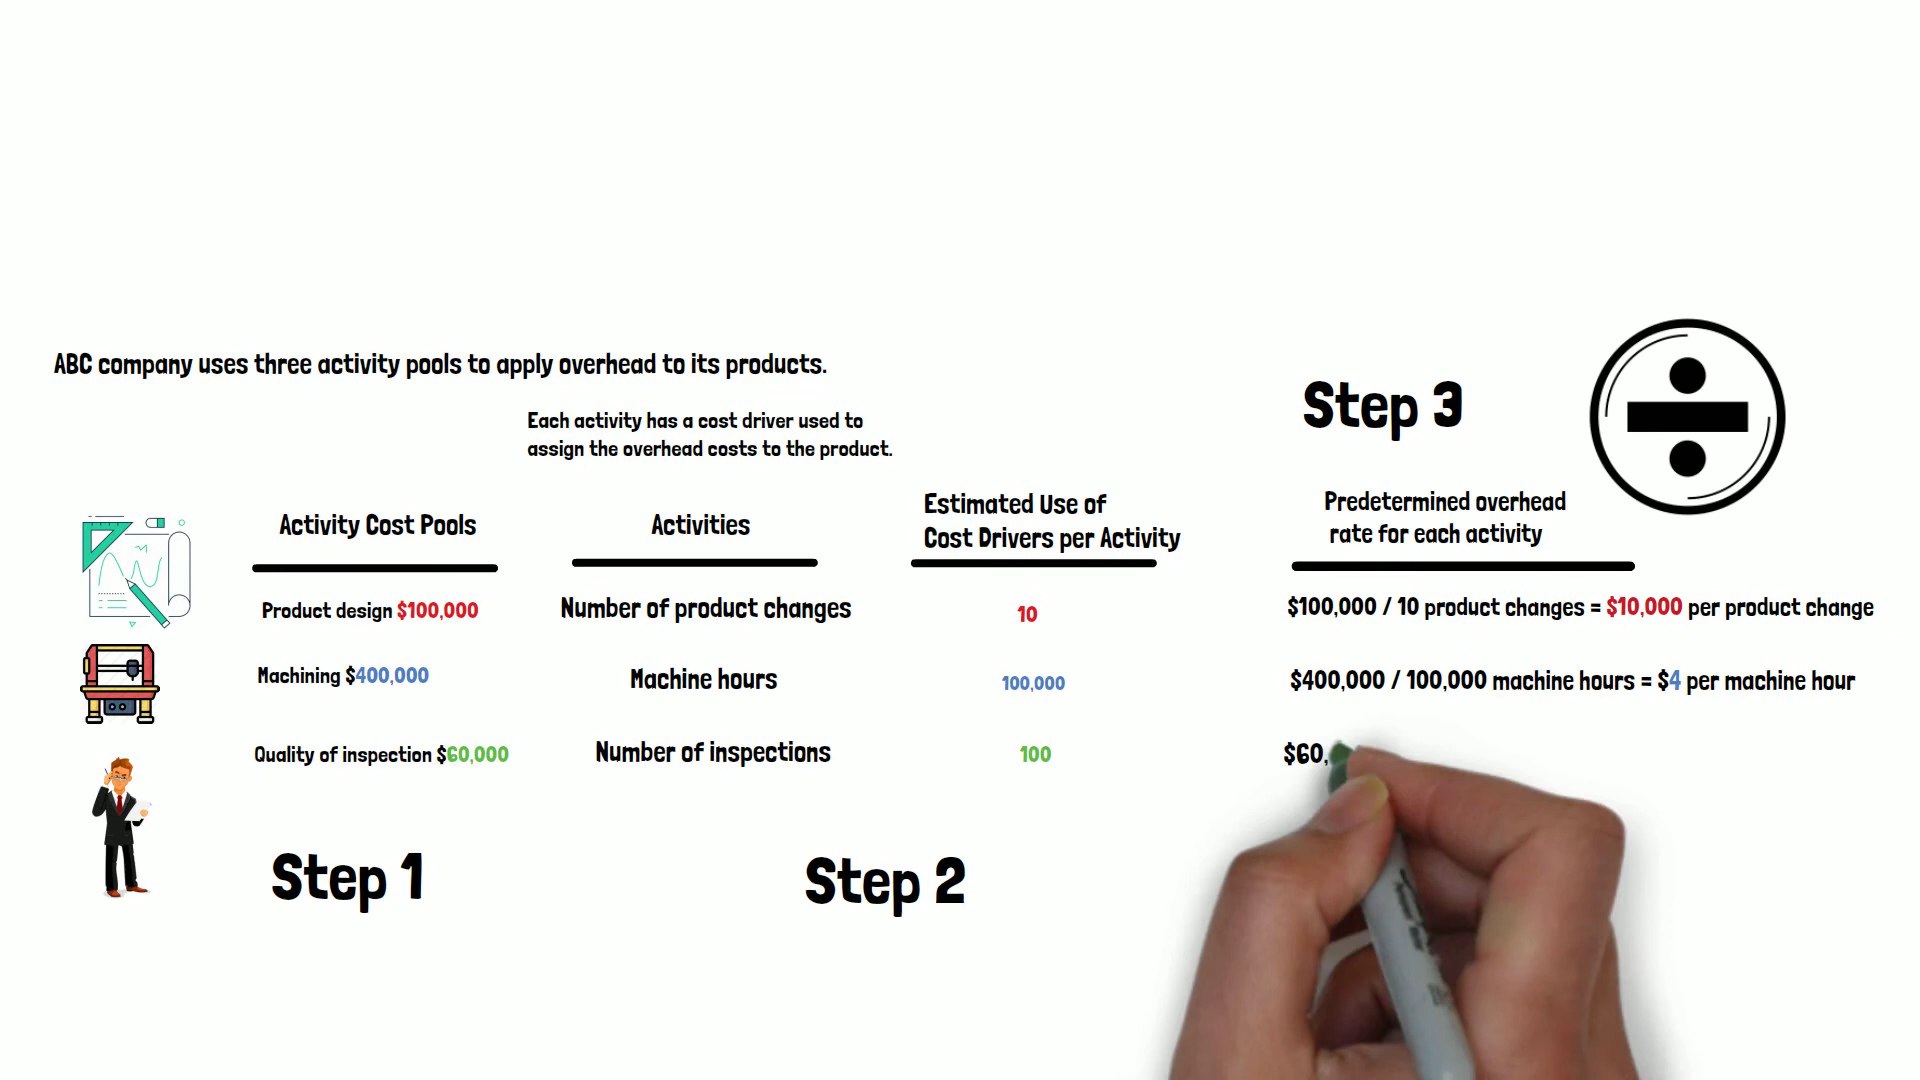 ABC company uses three activity pools to apply overhead to its products.
Each activity has a cost driver used to
assign the overhead costs to the product.
Step 3
Activity Cost Pools
Activities
Estimated Use of
Cost Drivers per Activity
Predetermined overhead
rate for each activity
Product design $100,000
Number of product changes
10
$100,000 / 10 product changes = $10,000 per product change
Machining $400,000
Machine hours
100,000
$400,000 / 100,000 machine hours = $4 per machine hour
Quality of inspection $60,000
Number of inspections
100
$60,
Step 1
Step 2